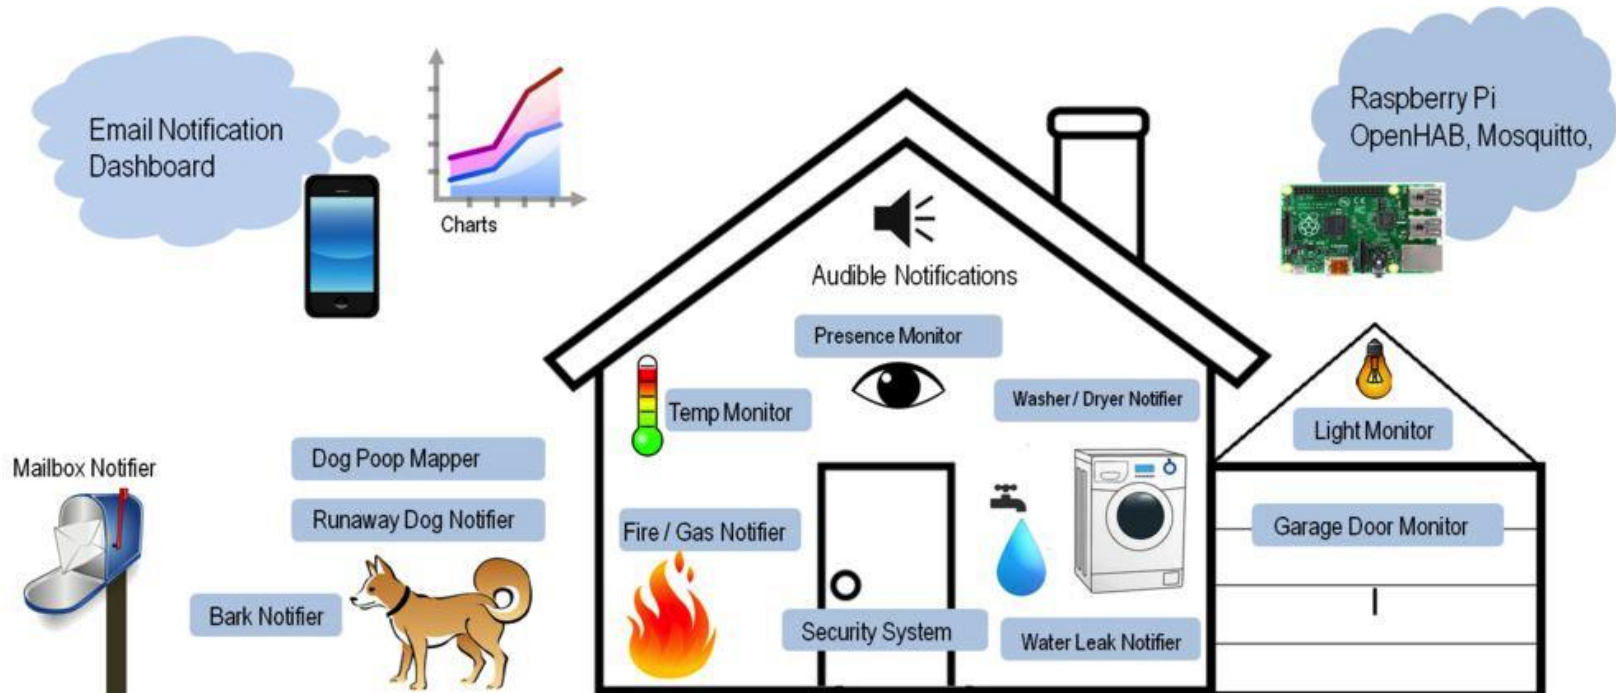 Email Notification
Dashboard
Charts
Raspberry Pi
OpenHAB, Mosquitto,
Audible Notifications
Presence Monitor
Temp Monitor
Washer / Dryer Notifier
Light Monitor
Mailbox Notifier
Dog Poop Mapper
Runaway Dog Notifier
Fire / Gas Notifier
Garage Door Monitor
Bark Notifier
Security System
Water Leak Notifier